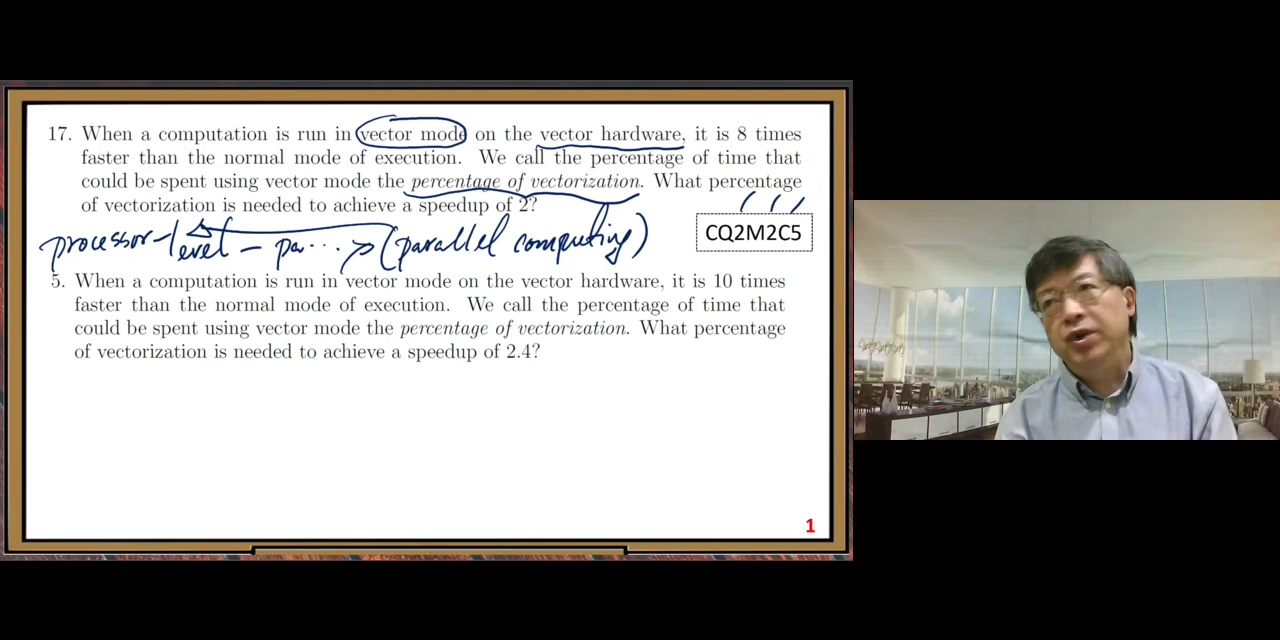 17. When a computation is run in vector mode on the vector hardware, it is 8 times
faster than the normal mode of execution. We call the percentage of time that
could be spent using vector mode the percentage of vectorization. What percentage
of vectorization is needed to achieve a speedup of 2?
processor-level-pa... (parallel computing)
CQ2M2C5
5. When a computation is run in vector mode on the vector hardware, it is 10 times
faster than the normal mode of execution. We call the percentage of time that
could be spent using vector mode the percentage of vectorization. What percentage
of vectorization is needed to achieve a speedup of 2.4?
1